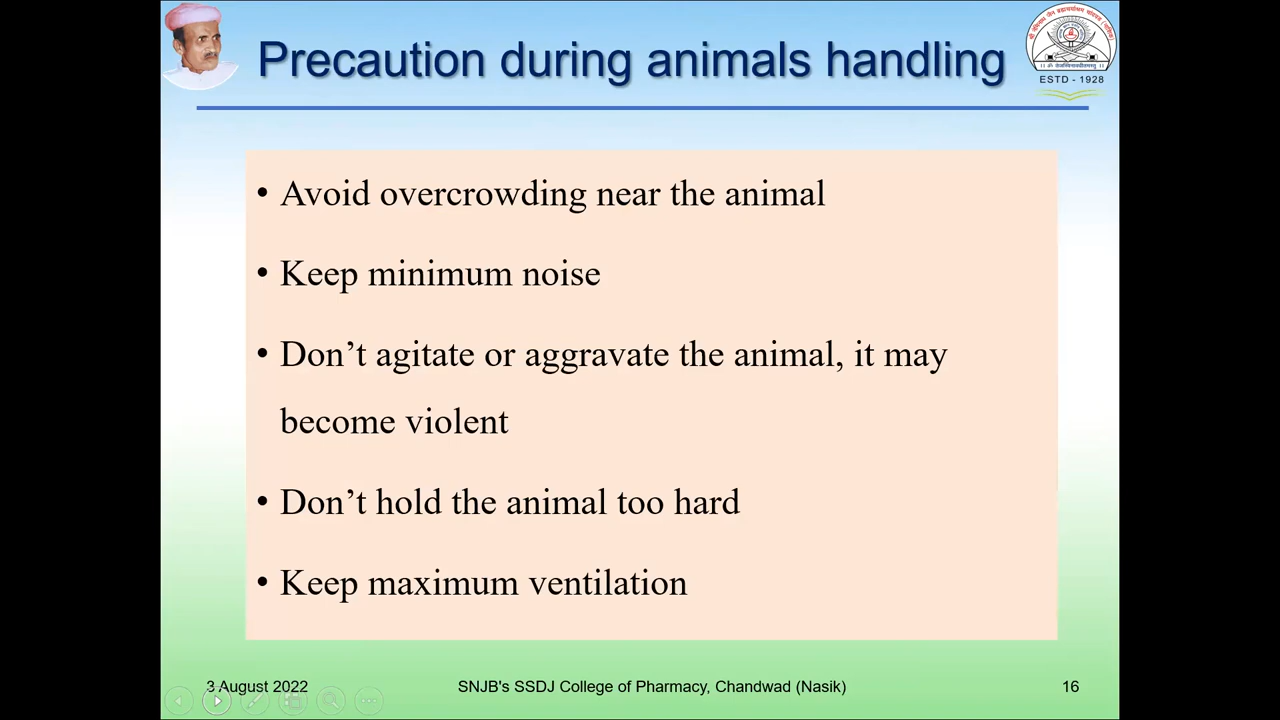 Precaution during animals handling
ESTD - 1928
• Avoid overcrowding near the animal
• Keep minimum noise
• Don’t agitate or aggravate the animal, it may
become violent
• Don’t hold the animal too hard
• Keep maximum ventilation
3 August 2022
SNJB's SSDJ College of Pharmacy, Chandwad (Nasik)
16